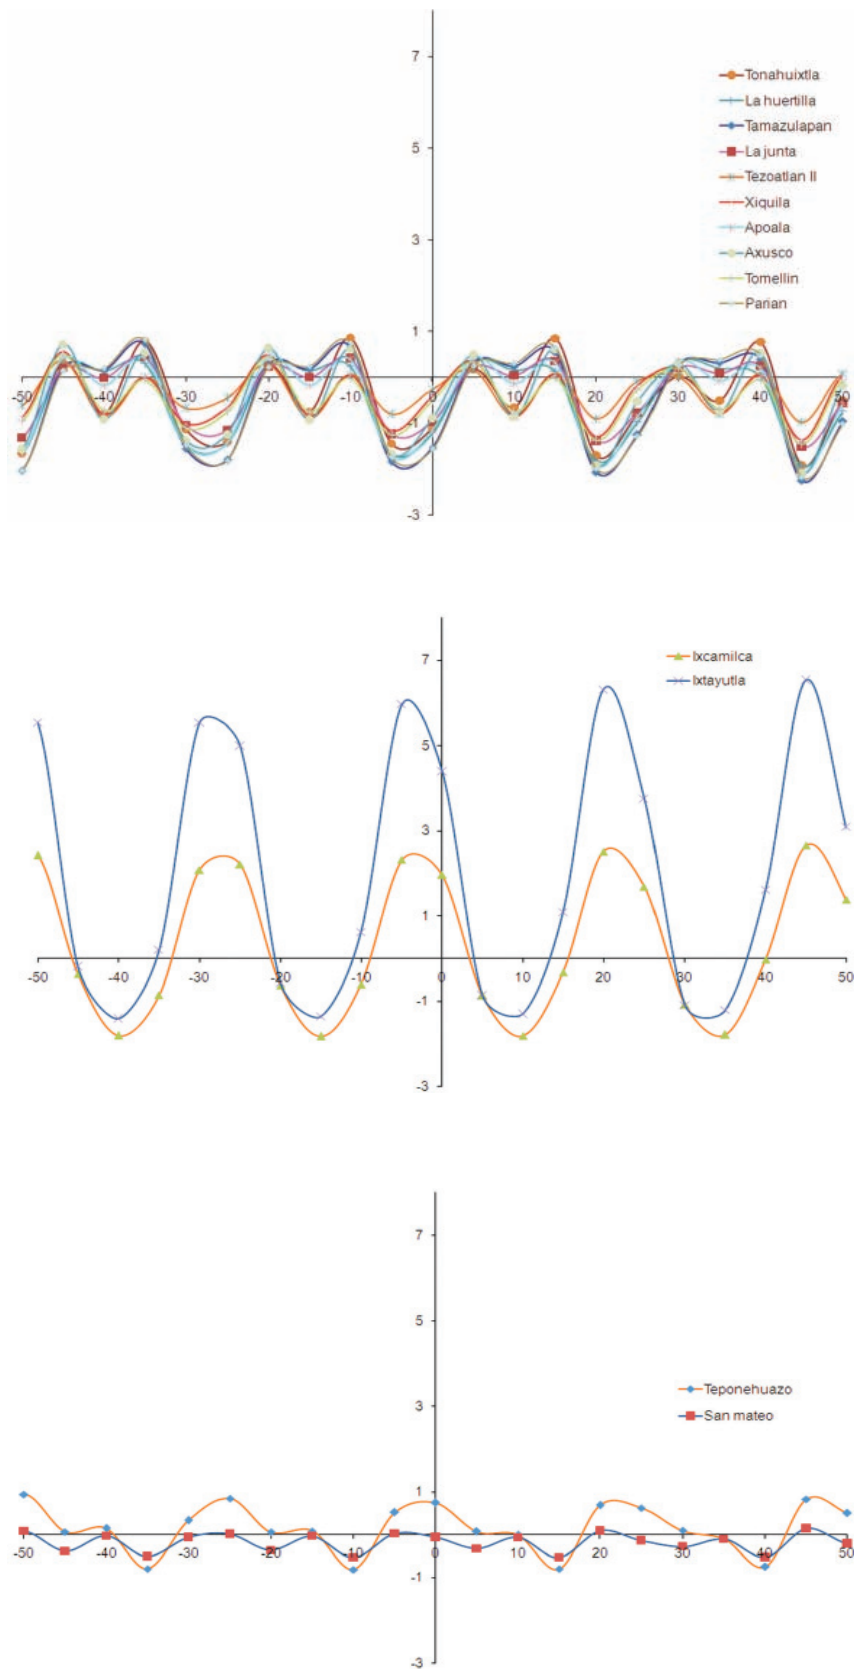 7
Tonahuixtla
La huertilla
Tamazulapan
5
La junta
Tezoatlan II
Xiquila
3
Apoala
Axusco
Tomellin
Parian
1
-50 -40 -30 -20 -10 0 10 20 30 40 50
-1
-3
7
Ixcamilca
Ixtayutla
5
3
1
-50 -40 -30 -20 -10 0 10 20 30 40 50
-1
-3
7
5
3
Teponehuazo
San mateo
1
-50 -40 -30 -20 -10 0 10 20 30 40 50
-1
-3